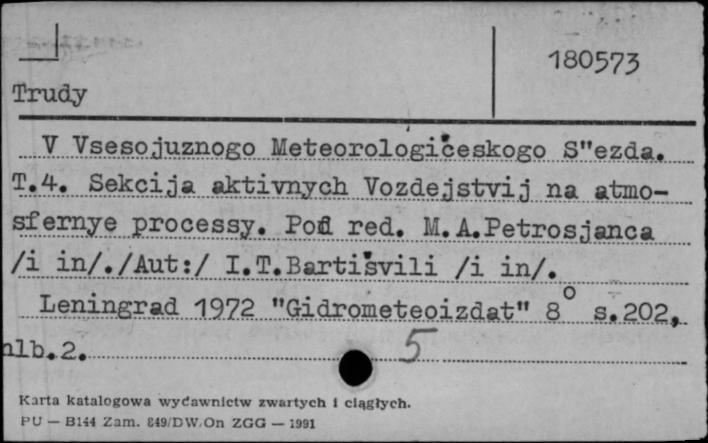 180573
Trudy
V Vsesojuznogo Meteorologičeskogo S"ezda.
T.4. Sekcija aktivnych Vozdejstvij na atmo-
sfernye processy. Pod red. M.A.Petrosjanca
/i in/./Aut:/ I.T.Bartišvili /i in/.
Leningrad 1972 "Gidrometeoizdat" 8° s.202,
nlb.2. 5
Karta katalogowa wydawnictw zwartych i ciągłych.
PU — B144 Zam. 849/DW/On ZGG — 1991